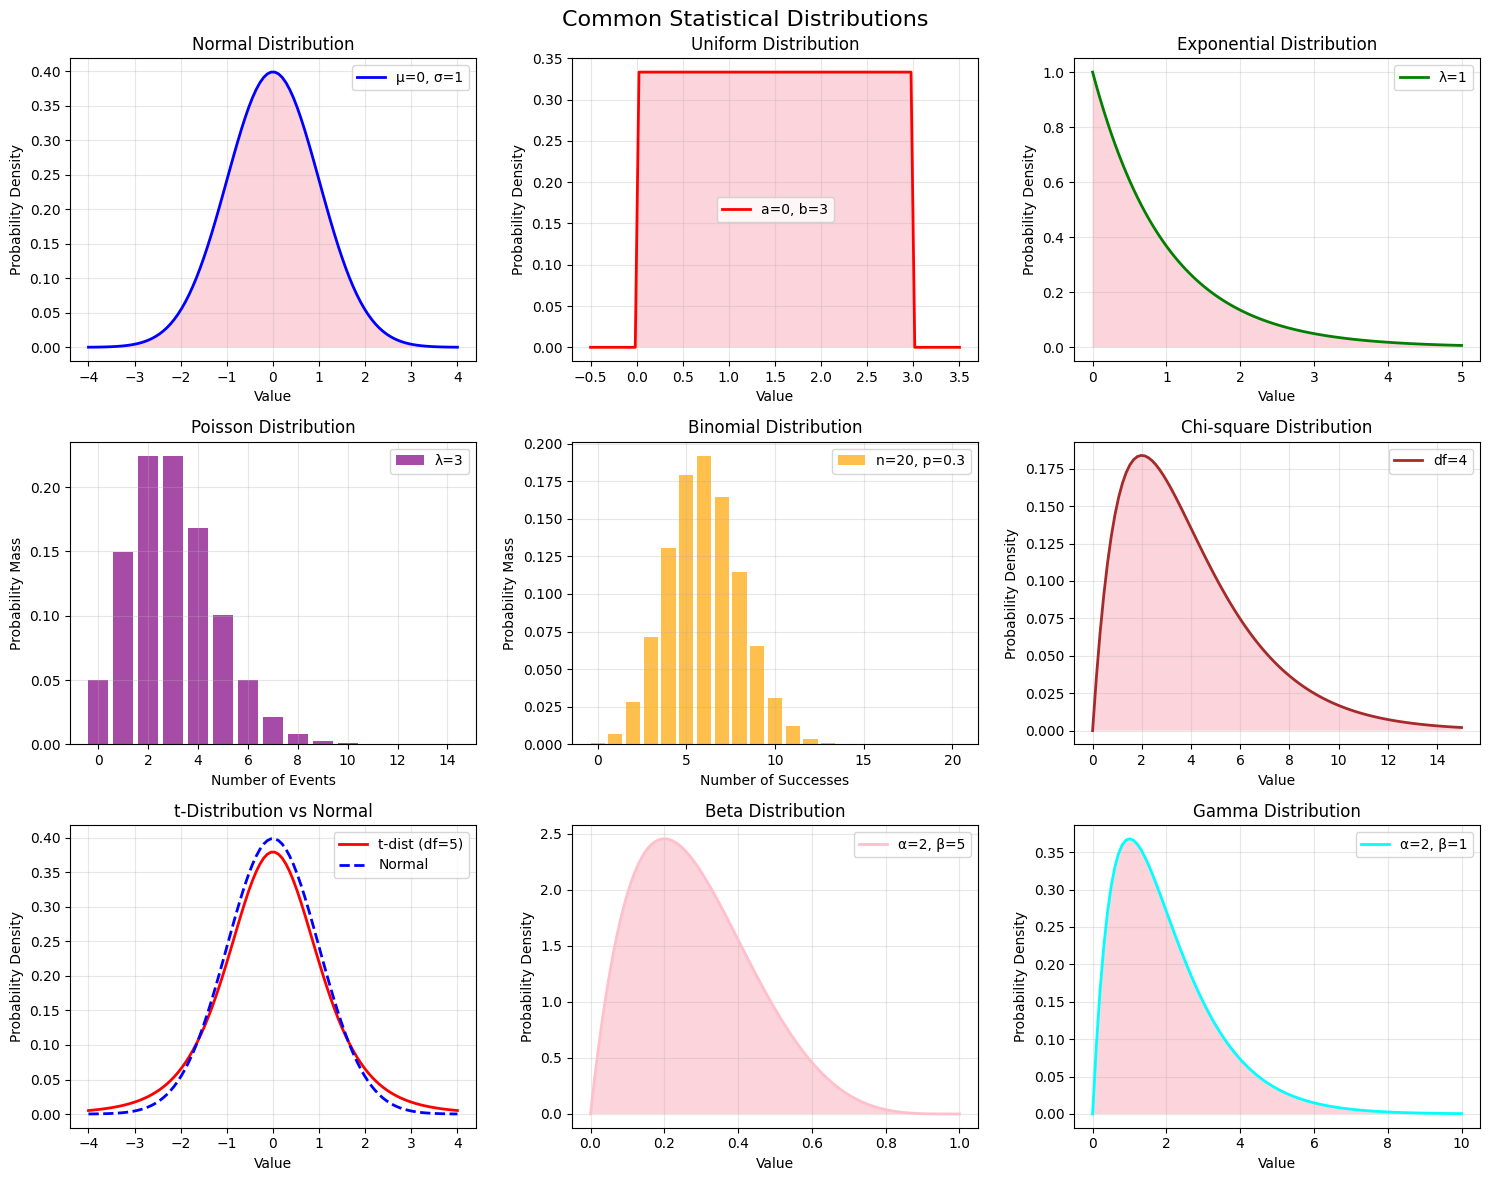 Common Statistical Distributions
Normal Distribution
Probability Density
0.40
0.35
0.30
0.25
0.20
0.15
0.10
0.05
0.00
μ=0, σ=1
−4 −3 −2 −1 0 1 2 3 4
Value
Uniform Distribution
Probability Density
0.35
0.30
0.25
0.20
0.15
0.10
0.05
0.00
a=0, b=3
−0.5 0.0 0.5 1.0 1.5 2.0 2.5 3.0 3.5
Value
Exponential Distribution
Probability Density
1.0
0.8
0.6
0.4
0.2
0.0
λ=1
0 1 2 3 4 5
Value
Poisson Distribution
Probability Mass
0.20
0.15
0.10
0.05
0.00
λ=3
0 2 4 6 8 10 12 14
Number of Events
Binomial Distribution
Probability Mass
0.200
0.175
0.150
0.125
0.100
0.075
0.050
0.025
0.000
n=20, p=0.3
0 5 10 15 20
Number of Successes
Chi-square Distribution
Probability Density
0.175
0.150
0.125
0.100
0.075
0.050
0.025
0.000
df=4
0 2 4 6 8 10 12 14
Value
t-Distribution vs Normal
Probability Density
0.40
0.35
0.30
0.25
0.20
0.15
0.10
0.05
0.00
t-dist (df=5)
Normal
−4 −3 −2 −1 0 1 2 3 4
Value
Beta Distribution
Probability Density
2.5
2.0
1.5
1.0
0.5
0.0
α=2, β=5
0.0 0.2 0.4 0.6 0.8 1.0
Value
Gamma Distribution
Probability Density
0.35
0.30
0.25
0.20
0.15
0.10
0.05
0.00
α=2, β=1
0 2 4 6 8 10
Value